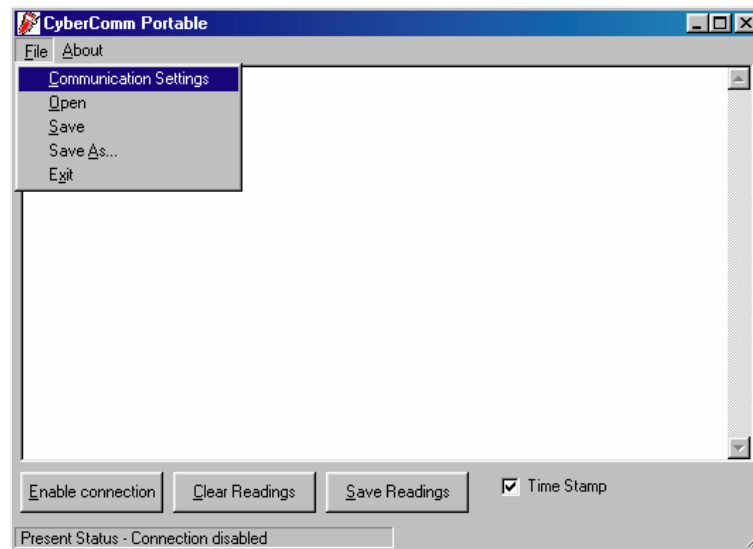 CyberComm Portable
File About
Communication Settings
Open
Save
Save As...
Exit
Enable connection Clear Readings Save Readings Time Stamp
Present Status - Connection disabled